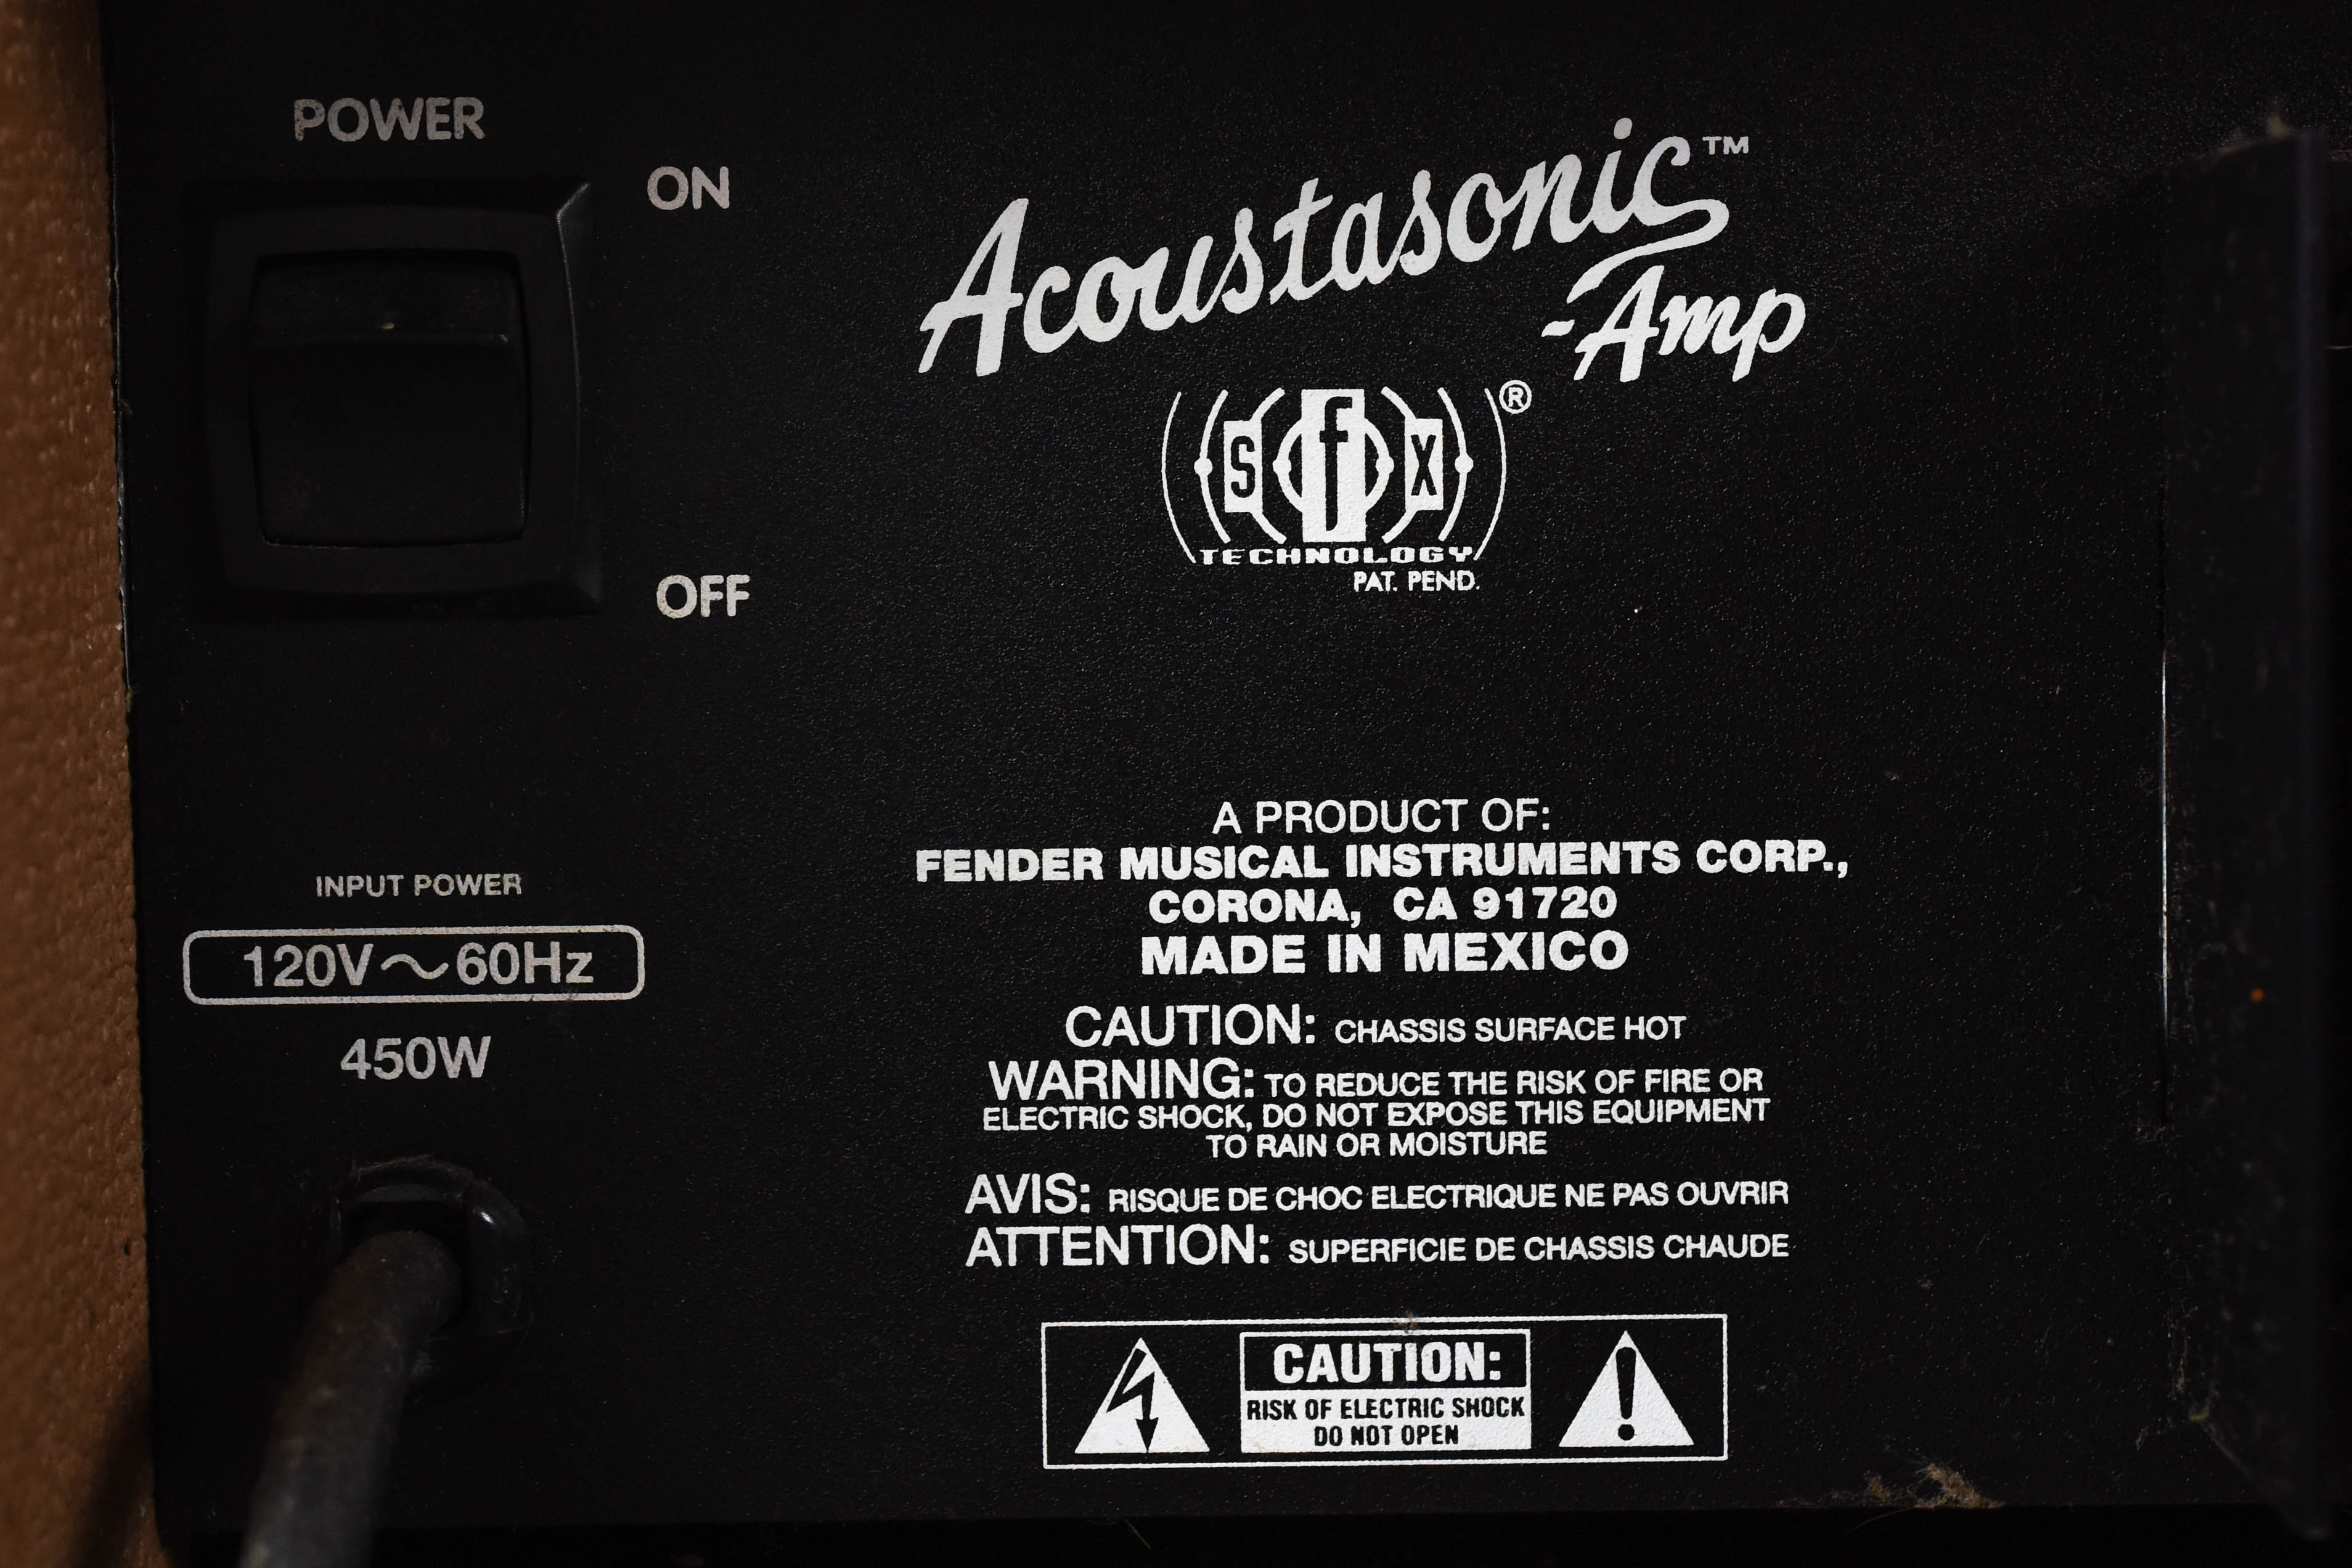 POWER
ON
OFF
INPUT POWER
120V～60Hz
450W
Acoustasonic™
-Amp
S f X ®
TECHNOLOGY
PAT. PEND.
A PRODUCT OF:
FENDER MUSICAL INSTRUMENTS CORP.,
CORONA, CA 91720
MADE IN MEXICO
CAUTION: CHASSIS SURFACE HOT
WARNING: TO REDUCE THE RISK OF FIRE OR
ELECTRIC SHOCK, DO NOT EXPOSE THIS EQUIPMENT
TO RAIN OR MOISTURE
AVIS: RISQUE DE CHOC ELECTRIQUE NE PAS OUVRIR
ATTENTION: SUPERFICIE DE CHASSIS CHAUDE
CAUTION:
RISK OF ELECTRIC SHOCK
DO NOT OPEN